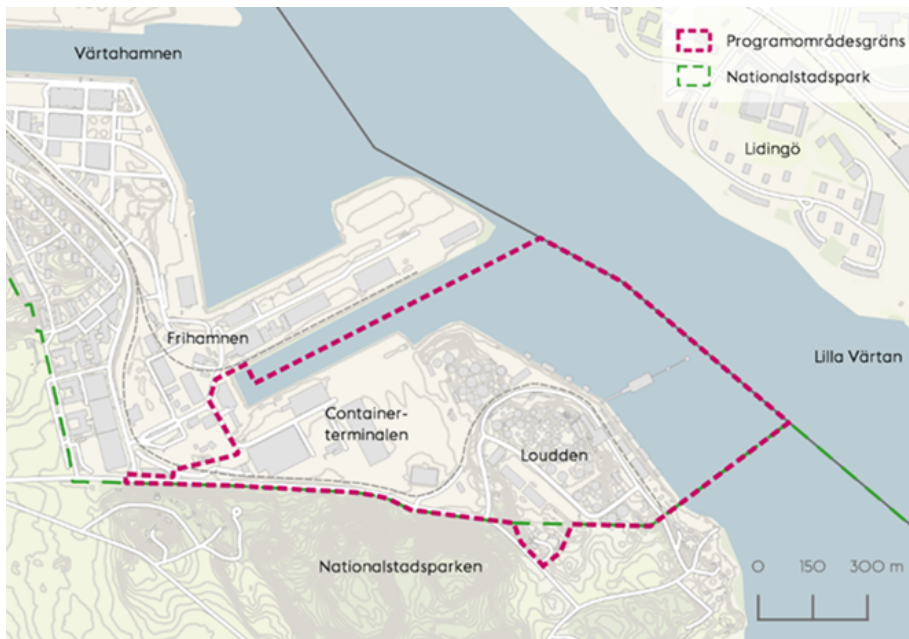 Värtahamnen
Programområdesgräns
Nationalstadspark
Lidingö
Frihamnen
Lilla Värtan
Container-
terminalen
Loudden
Nationalstadsparken
0 150 300 m